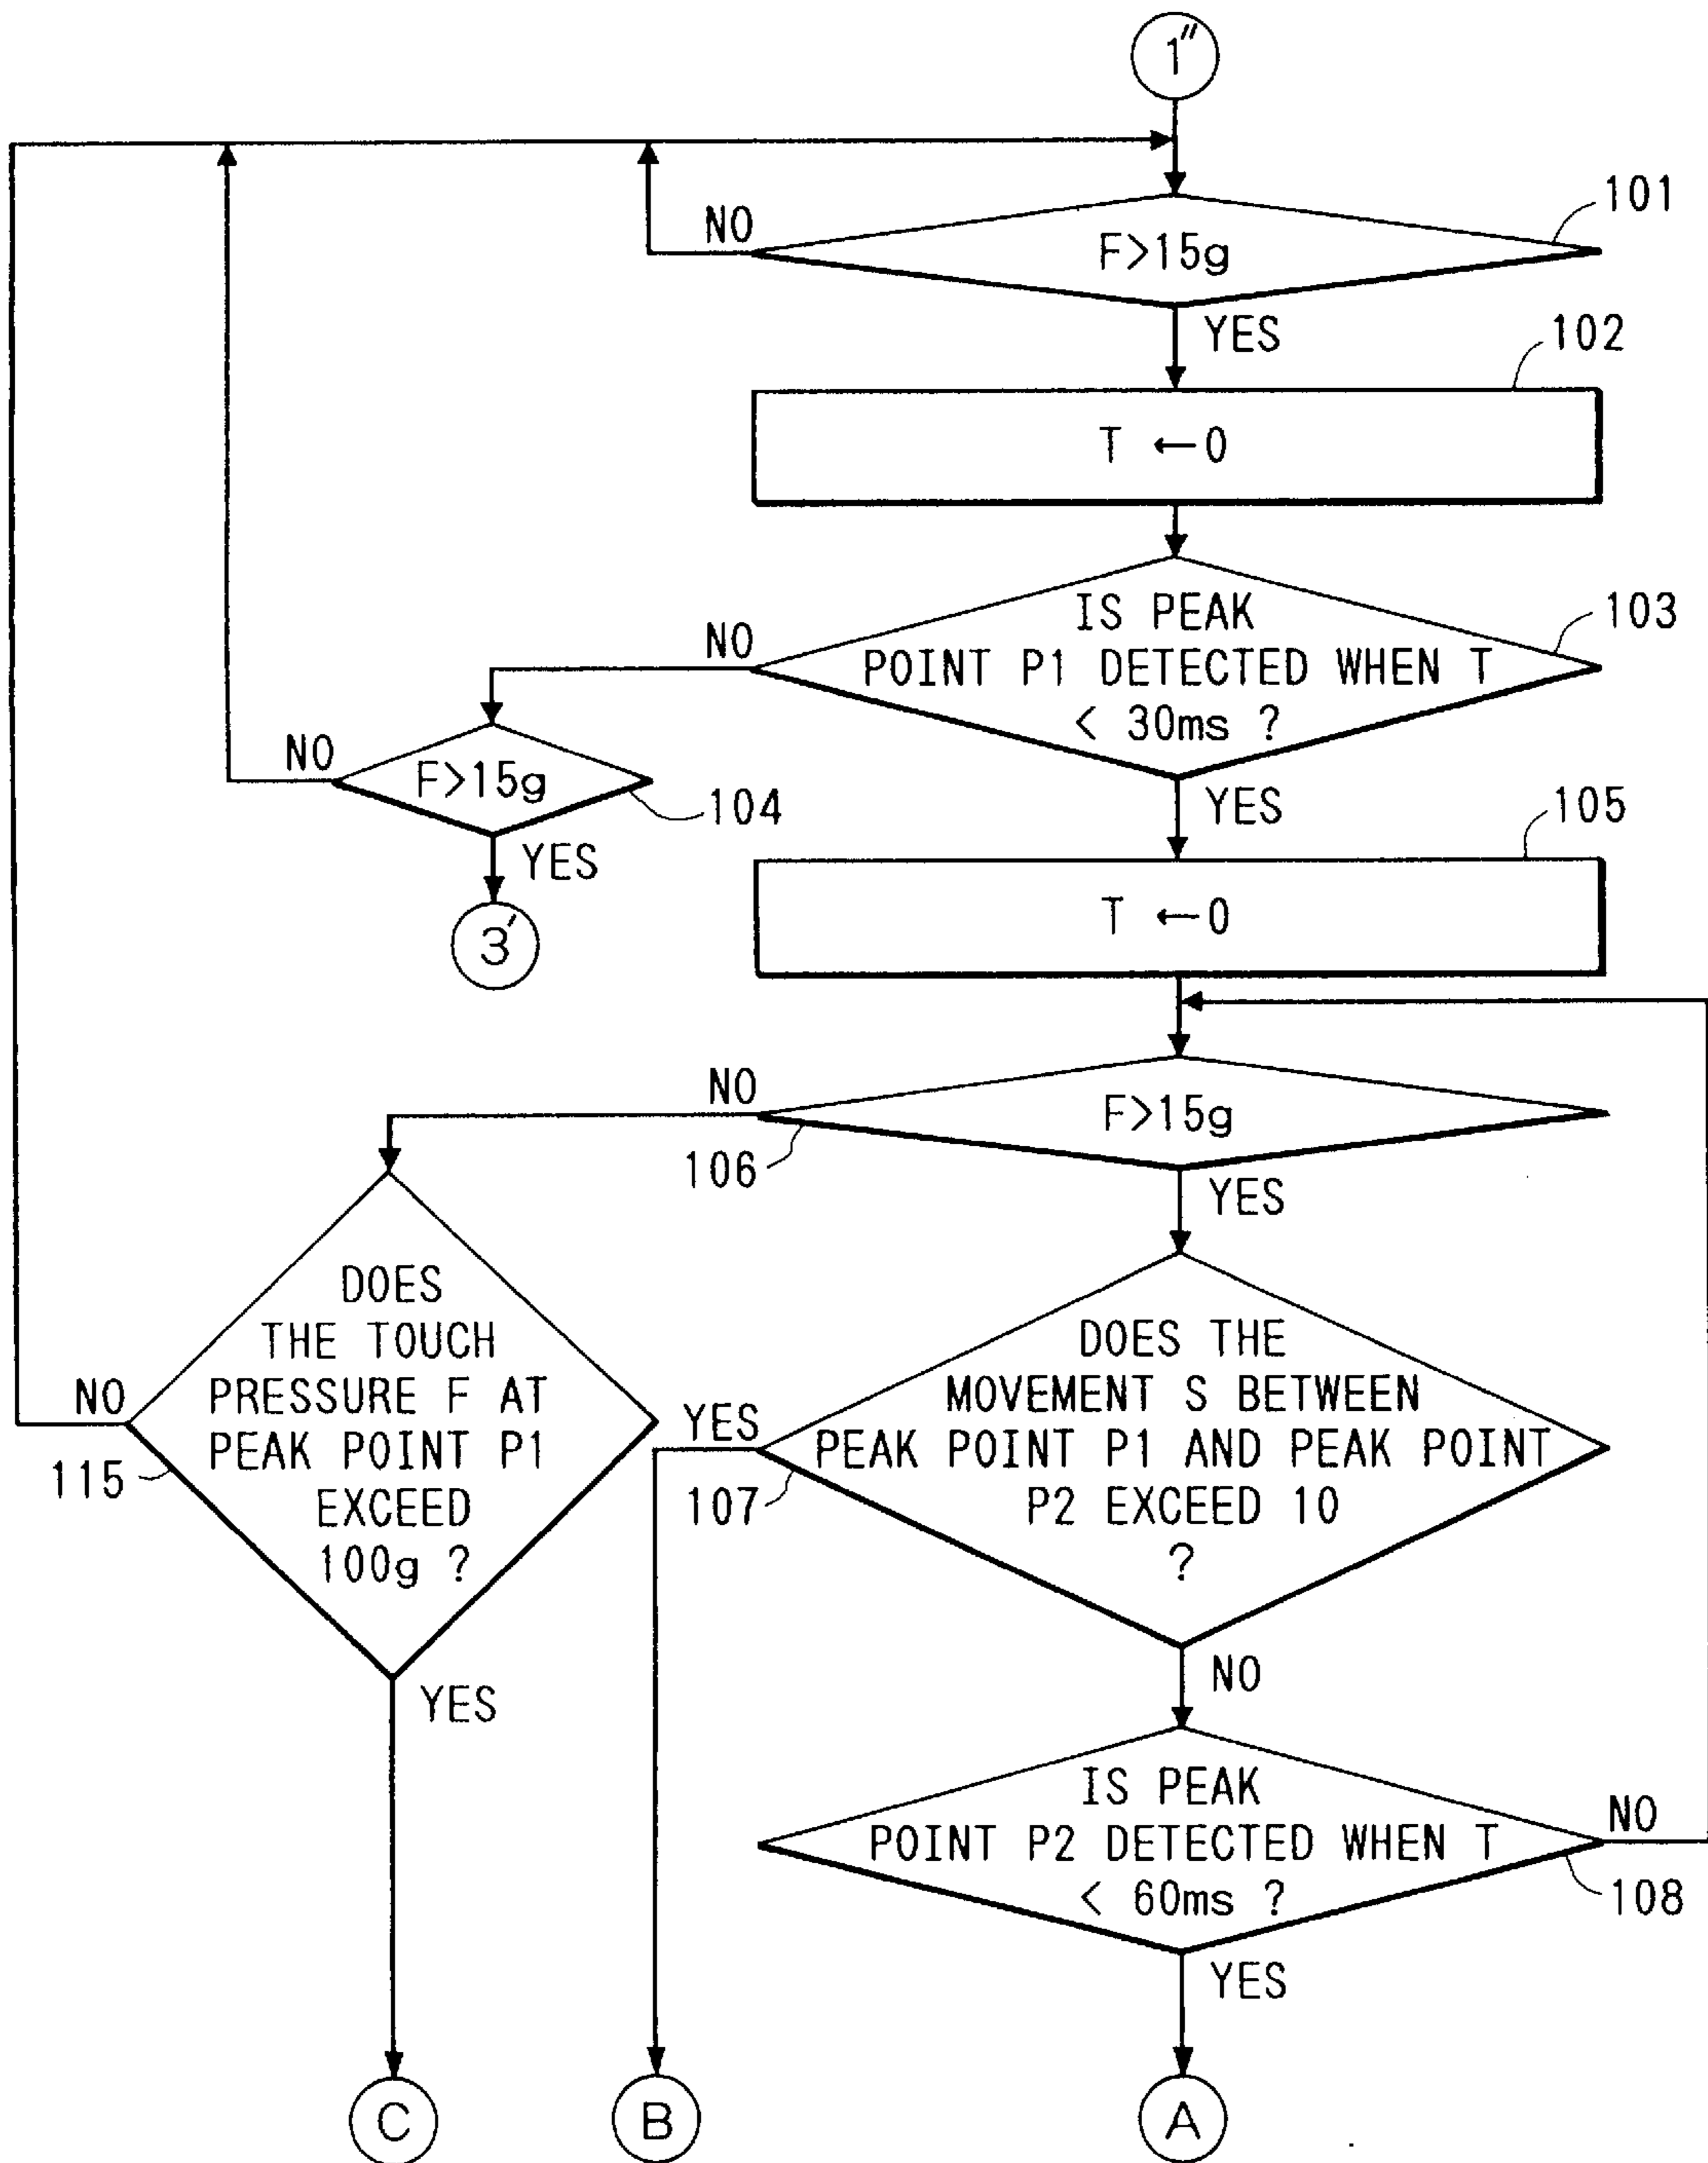 1"
101
NO
F>15g
YES
102
T ←0
IS PEAK
POINT P1 DETECTED WHEN T
< 30ms ?
103
NO
YES
NO
F>15g
104
YES
3'
105
T ←0
NO
F>15g
106
YES
DOES
THE TOUCH
PRESSURE F AT
PEAK POINT P1
EXCEED
100g ?
NO
115
YES
DOES THE
MOVEMENT S BETWEEN
PEAK POINT P1 AND PEAK POINT
P2 EXCEED 10
?
YES
107
NO
IS PEAK
POINT P2 DETECTED WHEN T
< 60ms ?
NO
108
YES
C
B
A